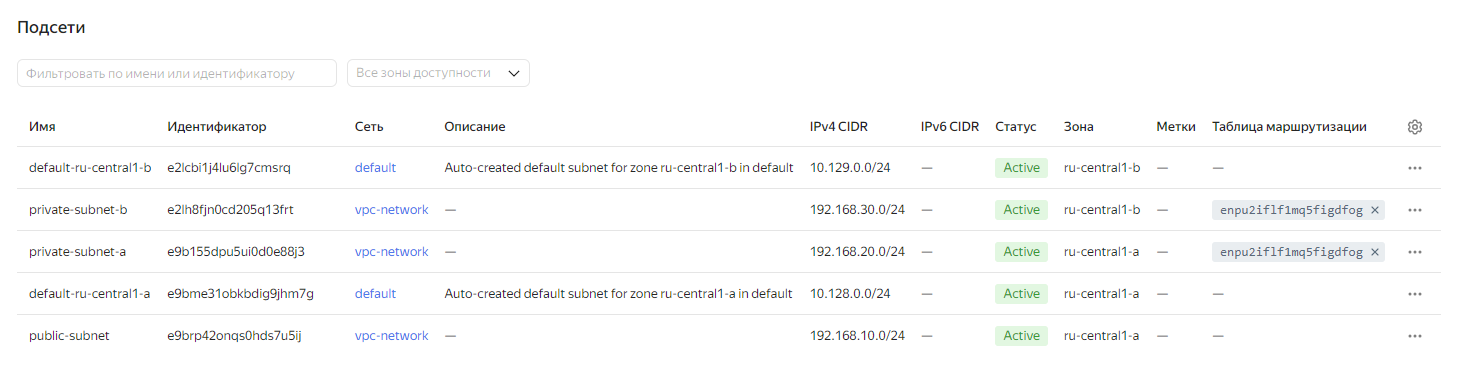 Подсети
Фильтровать по имени или идентификатору Все зоны доступности
Имя Идентификатор Сеть Описание IPv4 CIDR IPv6 CIDR Статус Зона Метки Таблица маршрутизации
default-ru-central1-b e2lcbi1j4lu6lg7cmsrq default Auto-created default subnet for zone ru-central1-b in default 10.129.0.0/24 — Active ru-central1-b — —
private-subnet-b e2lh8fjn0cd205q13frt vpc-network — 192.168.30.0/24 — Active ru-central1-b — enpu2iflf1mq5figdfog ×
private-subnet-a e9b155dpu5ui0d0e88j3 vpc-network — 192.168.20.0/24 — Active ru-central1-a — enpu2iflf1mq5figdfog ×
default-ru-central1-a e9bme31obkbdig9jhm7g default Auto-created default subnet for zone ru-central1-a in default 10.128.0.0/24 — Active ru-central1-a — —
public-subnet e9brp42onqs0hds7u5ij vpc-network — 192.168.10.0/24 — Active ru-central1-a — —